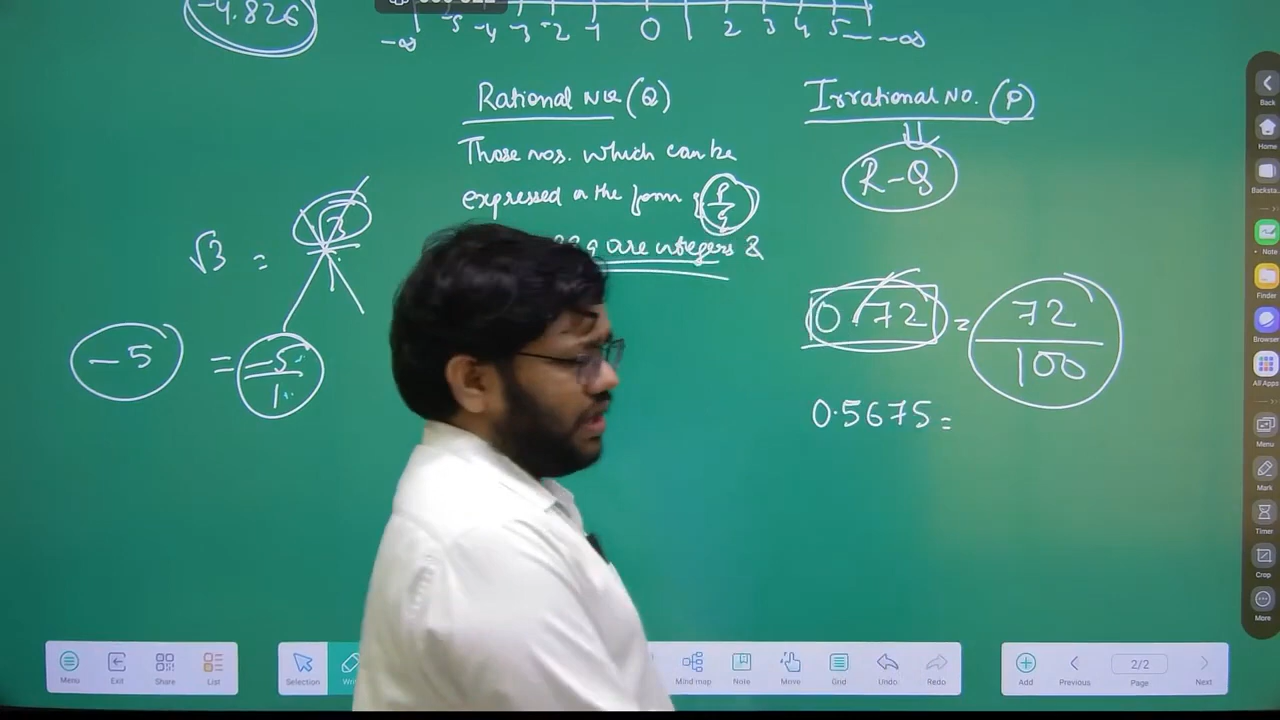 -4.826
-∞ -5 -4 -3 -2 -1 0 1 2 3 4 5 -∞
Rational No. (Q)
Those nos. which can be
expressed in the form p/q
q are integers &
Irrational No. (P)
R-Q
√3 =
-5 = -5/1
0.72 = 72/100
0.5675 =
Back
Home
Backsta...
Note
Finder
Browser
All Apps
Menu
Mark
Timer
Crop
More
Menu
Exit
Share
List
Selection
Mind map
Note
Move
Grid
Undo
Redo
Add
Previous
2/2
Page
Next